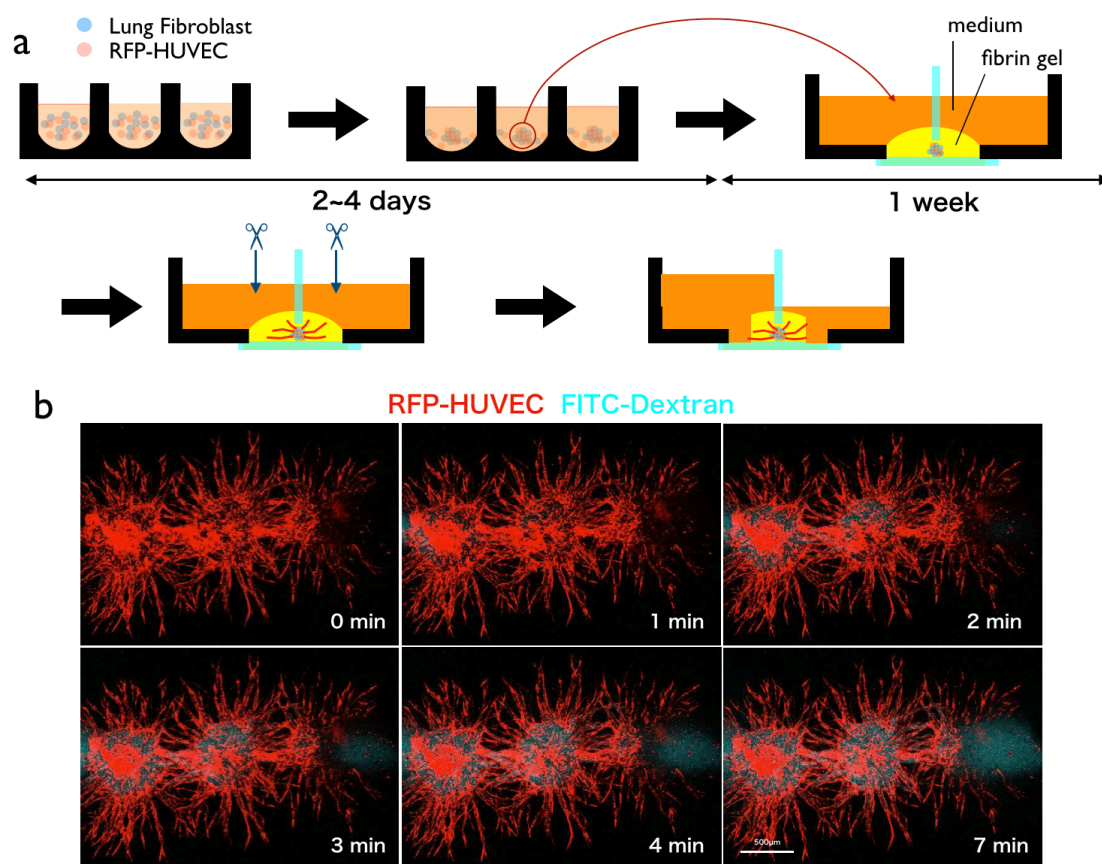 a
Lung Fibroblast
RFP-HUVEC
medium
fibrin gel
2~4 days
1 week
b
RFP-HUVEC FITC-Dextran
0 min
1 min
2 min
3 min
4 min
500μm
7 min